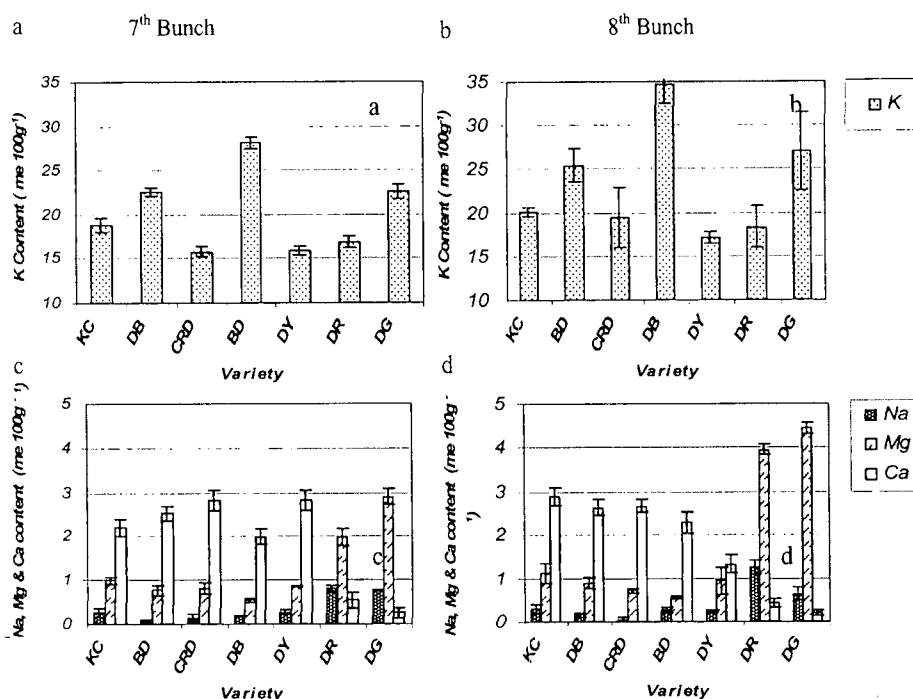 a
7th Bunch
b
8th Bunch
K Content ( me 100g-1)
35
30
25
20
15
10
a
KC
DB
CRD
BD
DY
DR
DG
Variety
K Content ( me 100g-1)
35
30
25
20
15
10
b
KC
BD
CRD
DB
DY
DR
DG
Variety
K
c
Na, Mg & Ca content (me 100g-1)
5
4
3
2
1
0
c
KC
BD
CRD
DB
DY
DR
DG
Variety
d
Na, Mg & Ca content (me 100g-1)
5
4
3
2
1
0
d
KC
DB
CRD
BD
DY
DR
DG
Variety
Na
Mg
Ca